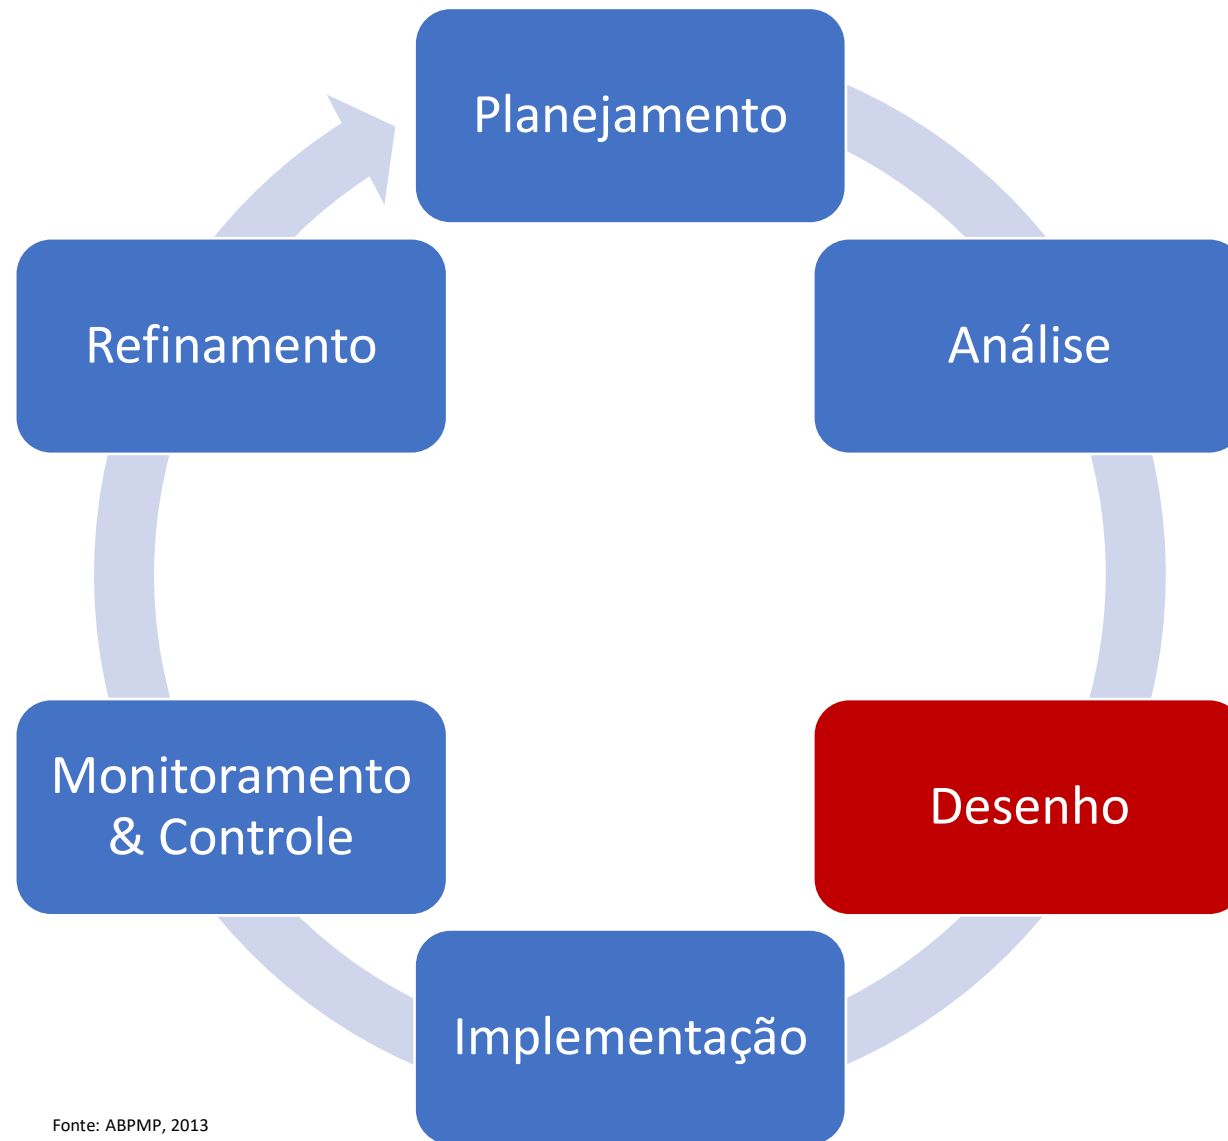 Planejamento
Análise
Desenho
Implementação
Monitoramento
& Controle
Refinamento
Fonte: ABPMP, 2013